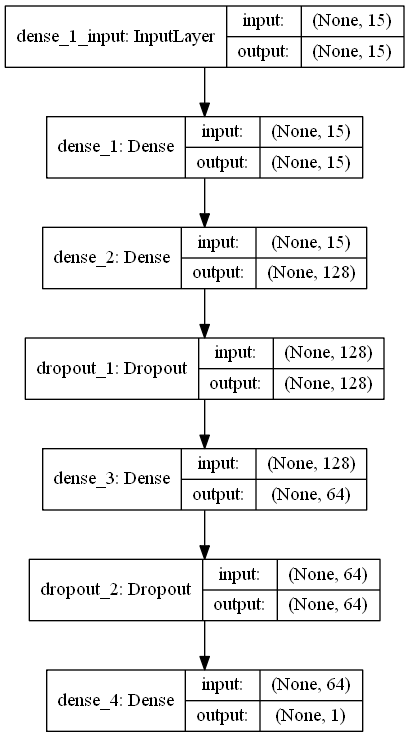 dense_1_input: InputLayer
input: (None, 15)
output: (None, 15)
dense_1: Dense
input: (None, 15)
output: (None, 15)
dense_2: Dense
input: (None, 15)
output: (None, 128)
dropout_1: Dropout
input: (None, 128)
output: (None, 128)
dense_3: Dense
input: (None, 128)
output: (None, 64)
dropout_2: Dropout
input: (None, 64)
output: (None, 64)
dense_4: Dense
input: (None, 64)
output: (None, 1)